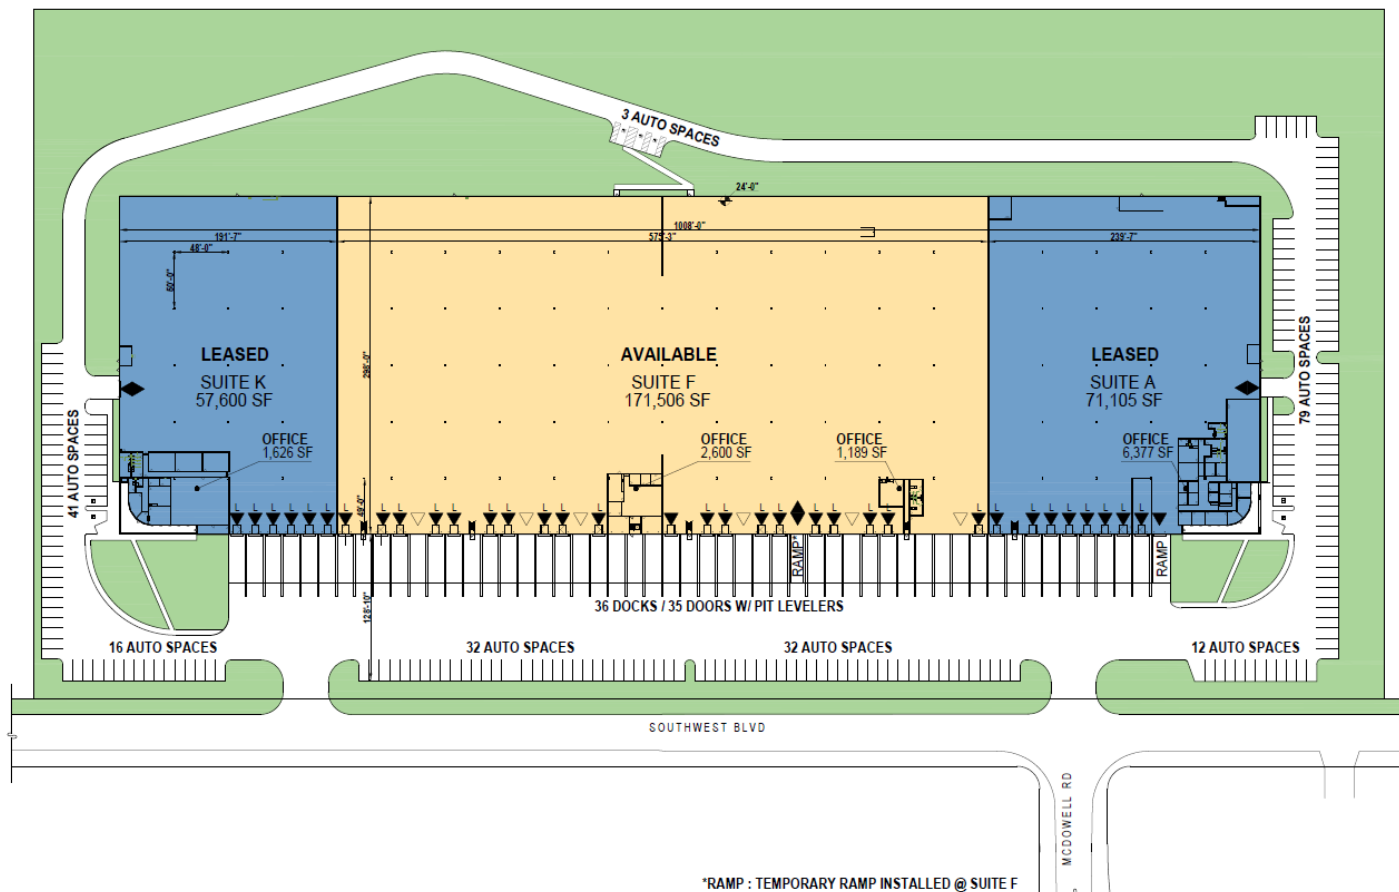 3 AUTO SPACES
24'-0"
1008'-0"
191'-7"
575'-3"
239'-7"
48'-0"
60'-0"
298'-0"
LEASED
SUITE K
57,600 SF
AVAILABLE
SUITE F
171,506 SF
LEASED
SUITE A
71,105 SF
79 AUTO SPACES
41 AUTO SPACES
OFFICE
1,626 SF
OFFICE
2,600 SF
OFFICE
1,189 SF
OFFICE
6,377 SF
L L L L L L L L L L L L L L L L L L L L L L L L L L L
RAMP*
RAMP
128'-10"
36 DOCKS / 35 DOORS W/ PIT LEVELERS
16 AUTO SPACES
32 AUTO SPACES
32 AUTO SPACES
12 AUTO SPACES
SOUTHWEST BLVD
MCDOWELL RD
*RAMP : TEMPORARY RAMP INSTALLED @ SUITE F